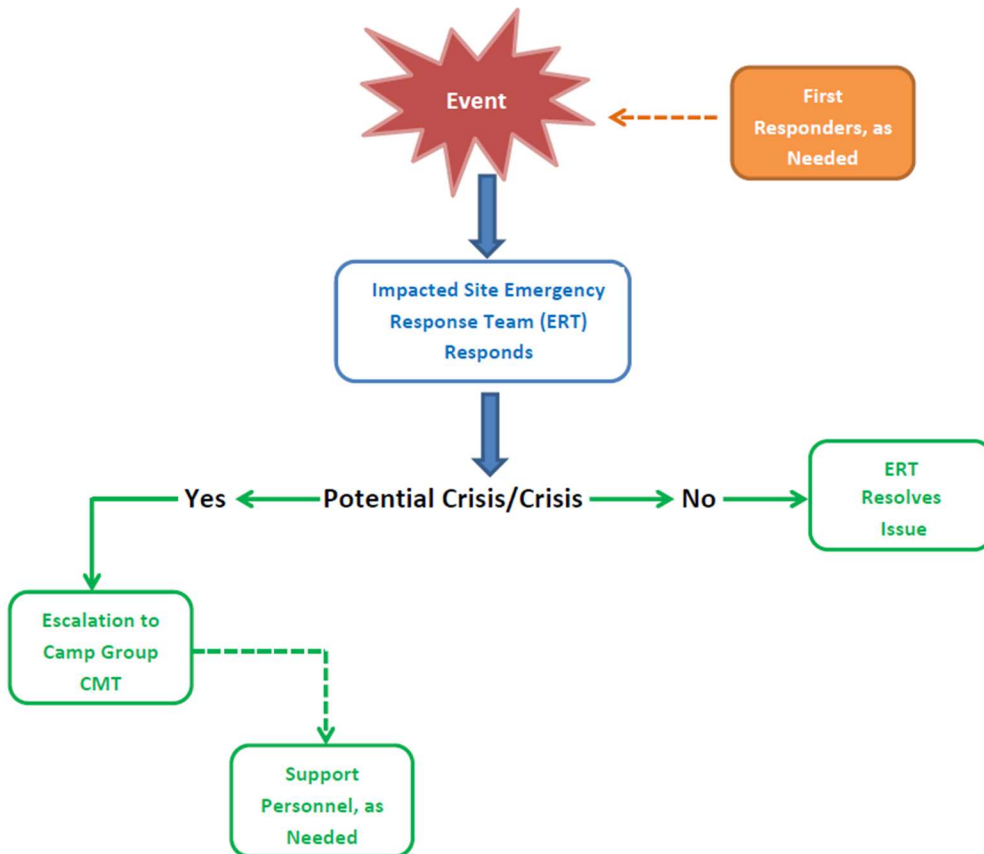 Event
First
Responders, as
Needed
Impacted Site Emergency
Response Team (ERT)
Responds
Yes
Potential Crisis/Crisis
No
ERT
Resolves
Issue
Escalation to
Camp Group
CMT
Support
Personnel, as
Needed